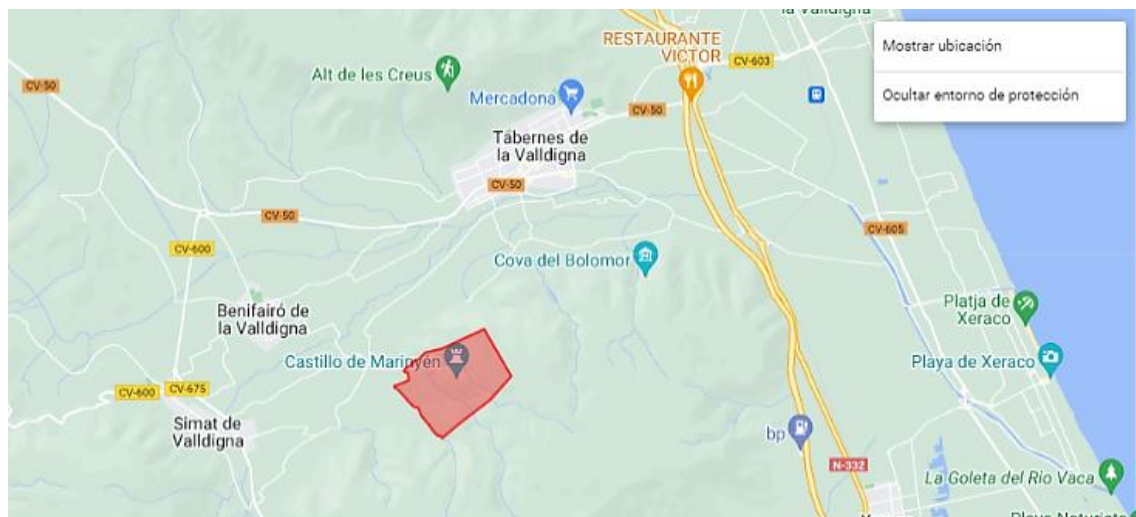 la Valldigna
RESTAURANTE
VICTOR
CV-603
Mostrar ubicación
Ocultar entorno de protección
Alt de les Creus
CV-50
Mercadona
CV-50
Tabernes de
la Valldigna
CV-50
CV-50
CV-605
CV-600
Cova del Bolomor
Benifairó de
la Valldigna
Platja de
Xeraco
Castillo de Marinyén
Playa de Xeraco
CV-600
CV-675
Simat de
Valldigna
bp
N-332
La Goleta del Rio Vaca